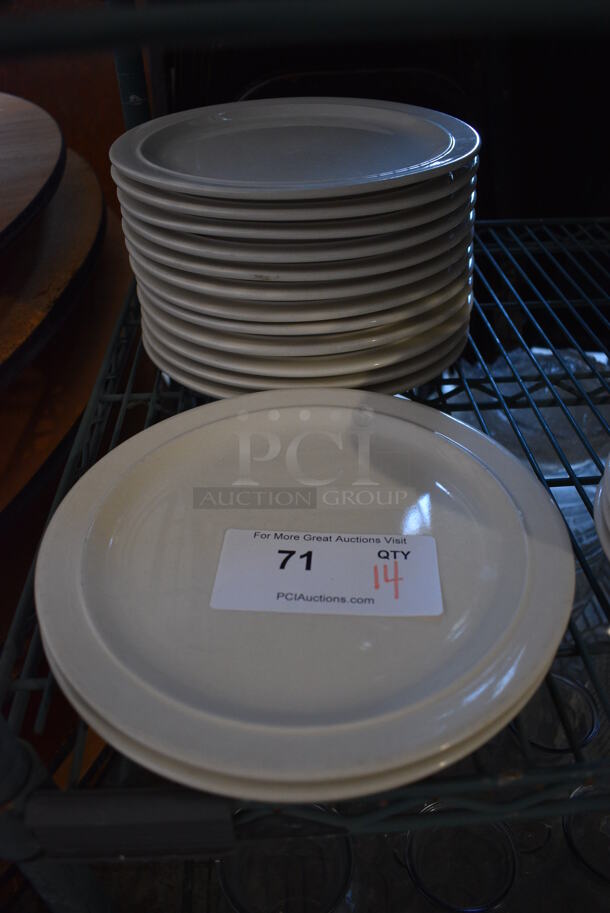 PCI
AUCTION GROUP
For More Great Auctions Visit
71 QTY
14
PCIAuctions.com